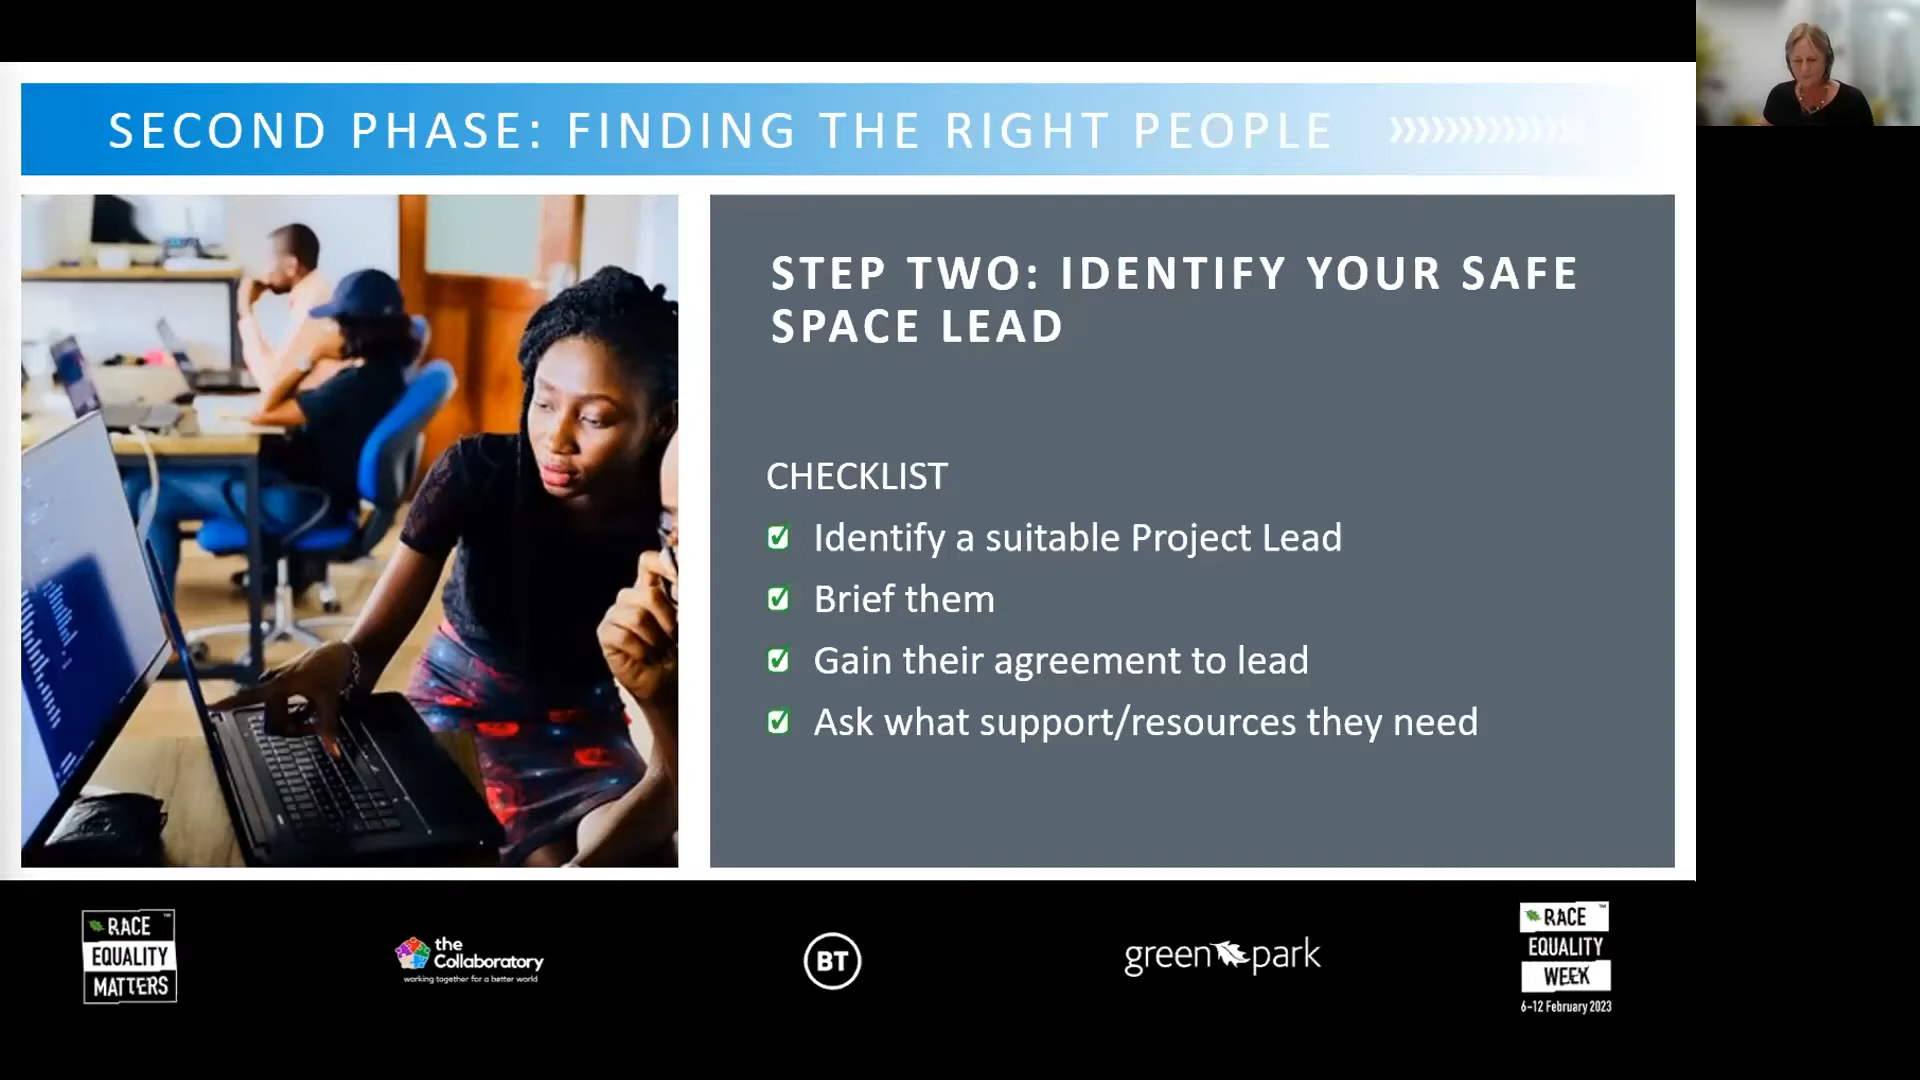 SECOND PHASE: FINDING THE RIGHT PEOPLE
STEP TWO: IDENTIFY YOUR SAFE
SPACE LEAD
CHECKLIST
Identify a suitable Project Lead
Brief them
Gain their agreement to lead
Ask what support/resources they need
RACE ™
EQUALITY
MATTERS
the
Collaboratory
working together for a better world
BT
green park
RACE ™
EQUALITY
WEEK
6-12 February 2023